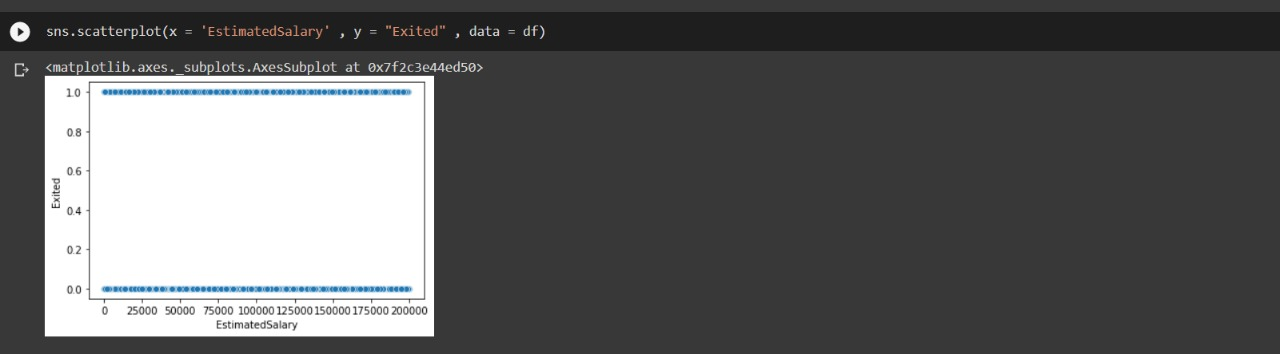 sns.scatterplot(x = 'EstimatedSalary' , y = "Exited" , data = df)
<matplotlib.axes._subplots.AxesSubplot at 0x7f2c3e44ed50>
1.0
0.8
0.6
0.4
0.2
0.0
Exited
0 25000 50000 75000 100000 125000 150000 175000 200000
EstimatedSalary